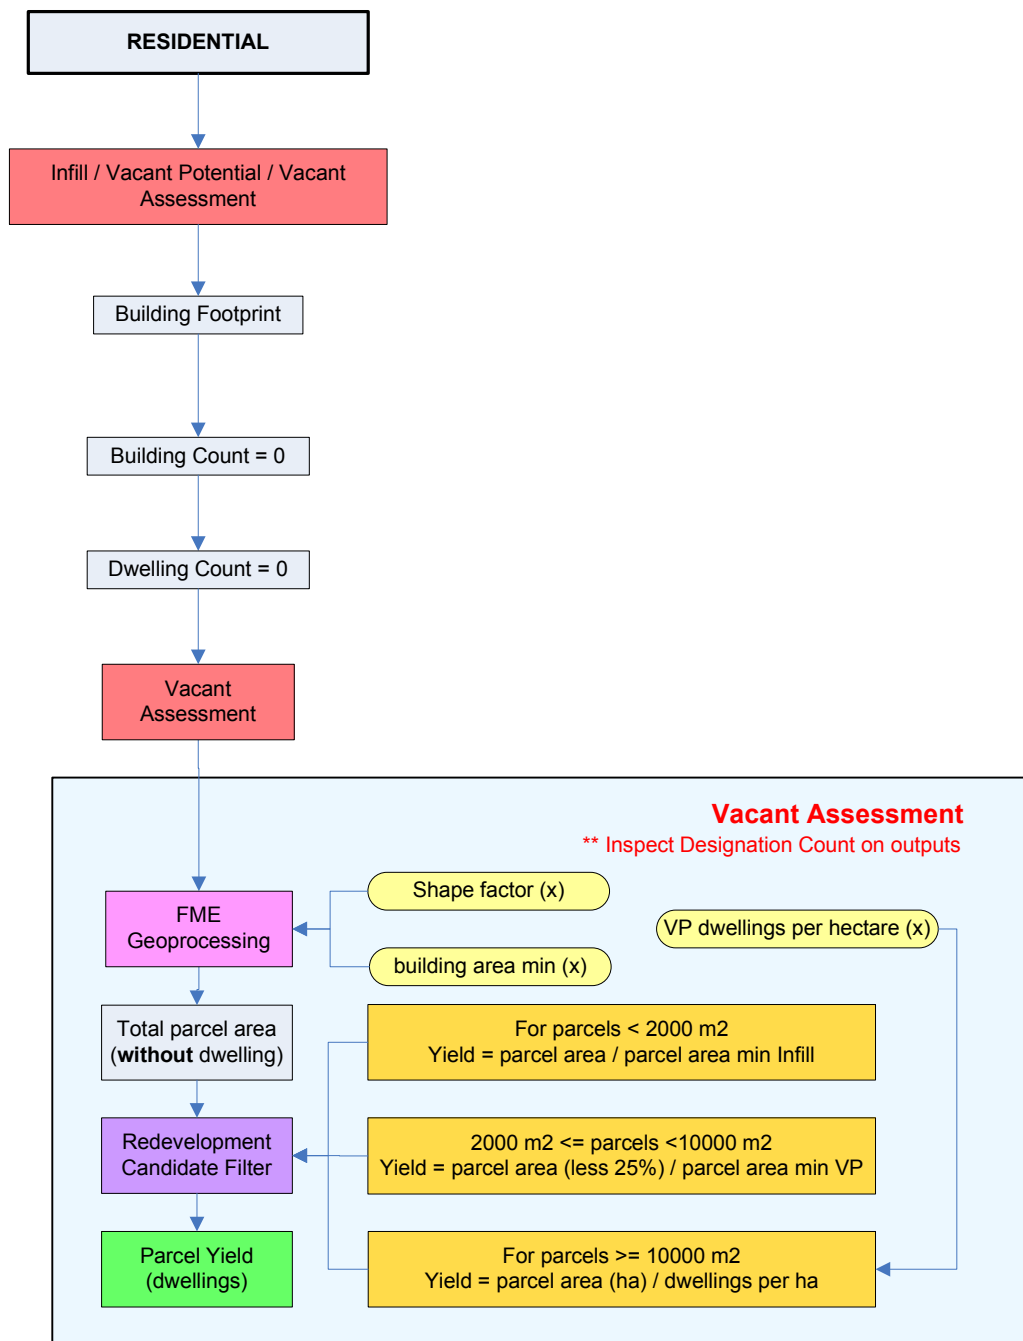 RESIDENTIAL
Infill / Vacant Potential / Vacant
Assessment
Building Footprint
Building Count = 0
Dwelling Count = 0
Vacant
Assessment
Vacant Assessment
** Inspect Designation Count on outputs
Shape factor (x)
FME
Geoprocessing
VP dwellings per hectare (x)
building area min (x)
Total parcel area
(without dwelling)
For parcels < 2000 m2
Yield = parcel area / parcel area min Infill
Redevelopment
Candidate Filter
2000 m2 <= parcels <10000 m2
Yield = parcel area (less 25%) / parcel area min VP
Parcel Yield
(dwellings)
For parcels >= 10000 m2
Yield = parcel area (ha) / dwellings per ha